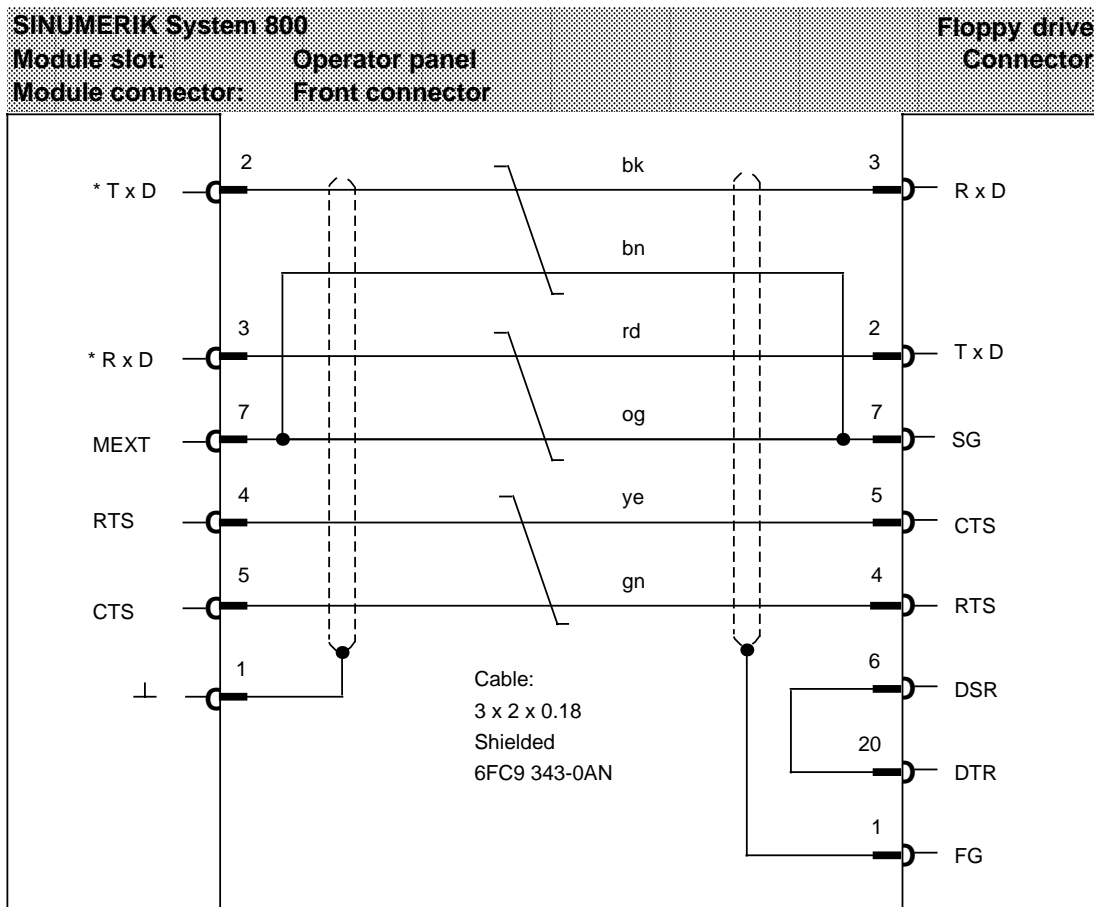 SINUMERIK System 800 Floppy drive
Module slot: Operator panel Connector
Module connector: Front connector
2 bk 3
* T x D R x D
bn
3 rd 2
* R x D T x D
7 og 7
MEXT SG
4 ye 5
RTS CTS
5 gn 4
CTS RTS
1 6
Cable: DSR
3 x 2 x 0.18
Shielded 20
6FC9 343-0AN DTR
1
FG